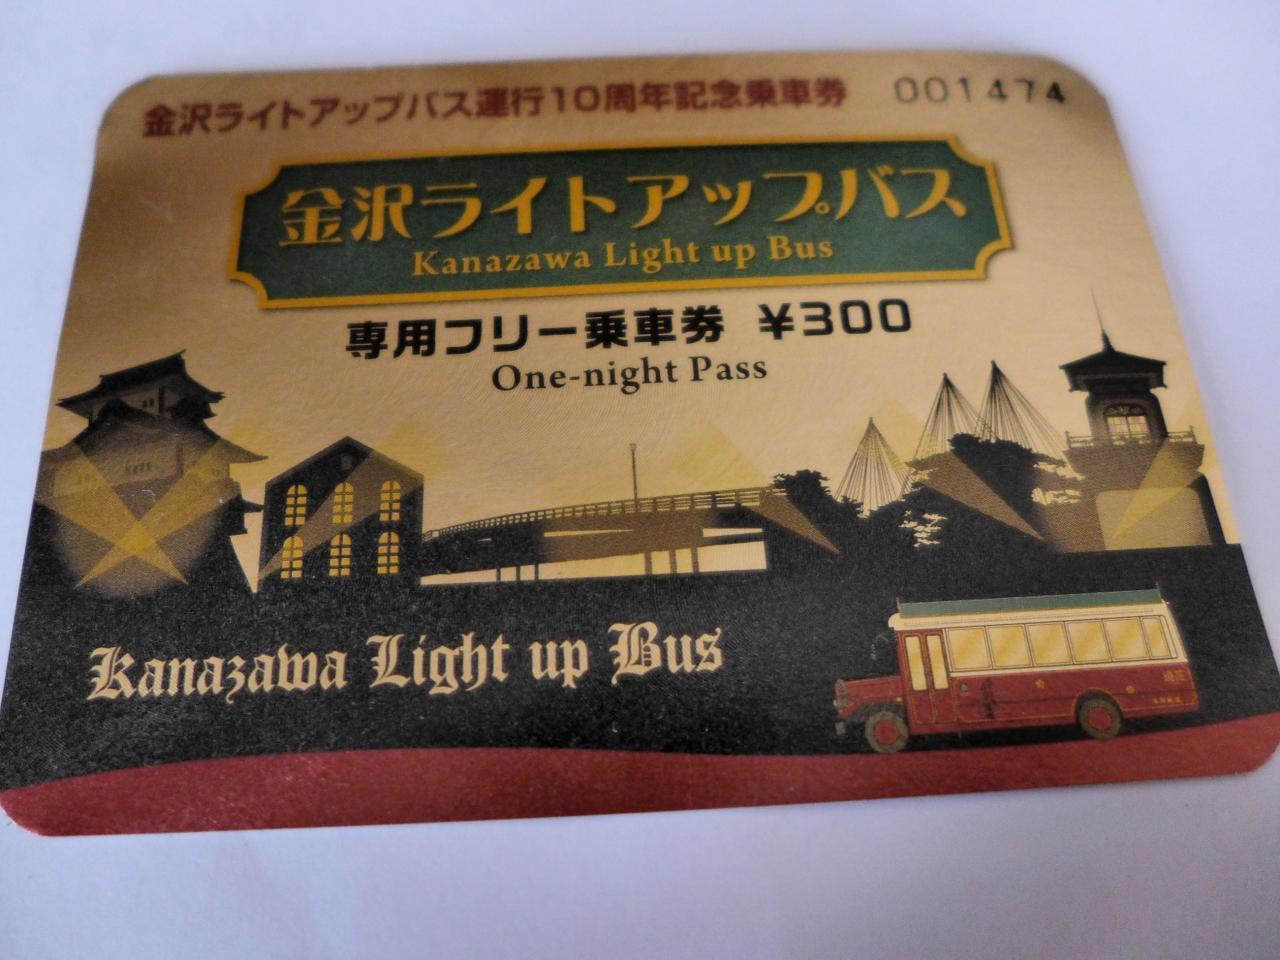 金沢ライトアップバス運行10周年記念乗車券 001474
金沢ライトアップバス
Kanazawa Light up Bus
専用フリー乗車券 ¥300
One-night Pass
Kanazawa Light up Bus